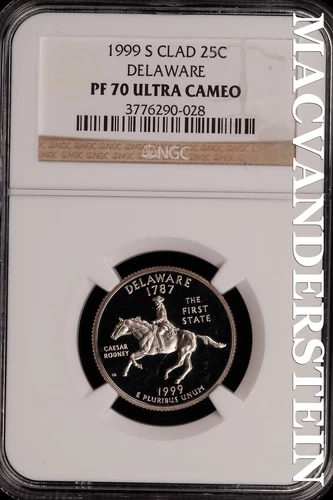 1999 S CLAD 25C
DELAWARE
PF 70 ULTRA CAMEO
3776290-028
NGC
DELAWARE
1787
THE
FIRST
STATE
CAESAR
RODNEY
1999
E PLURIBUS UNUM
MACVANDERSTEIN